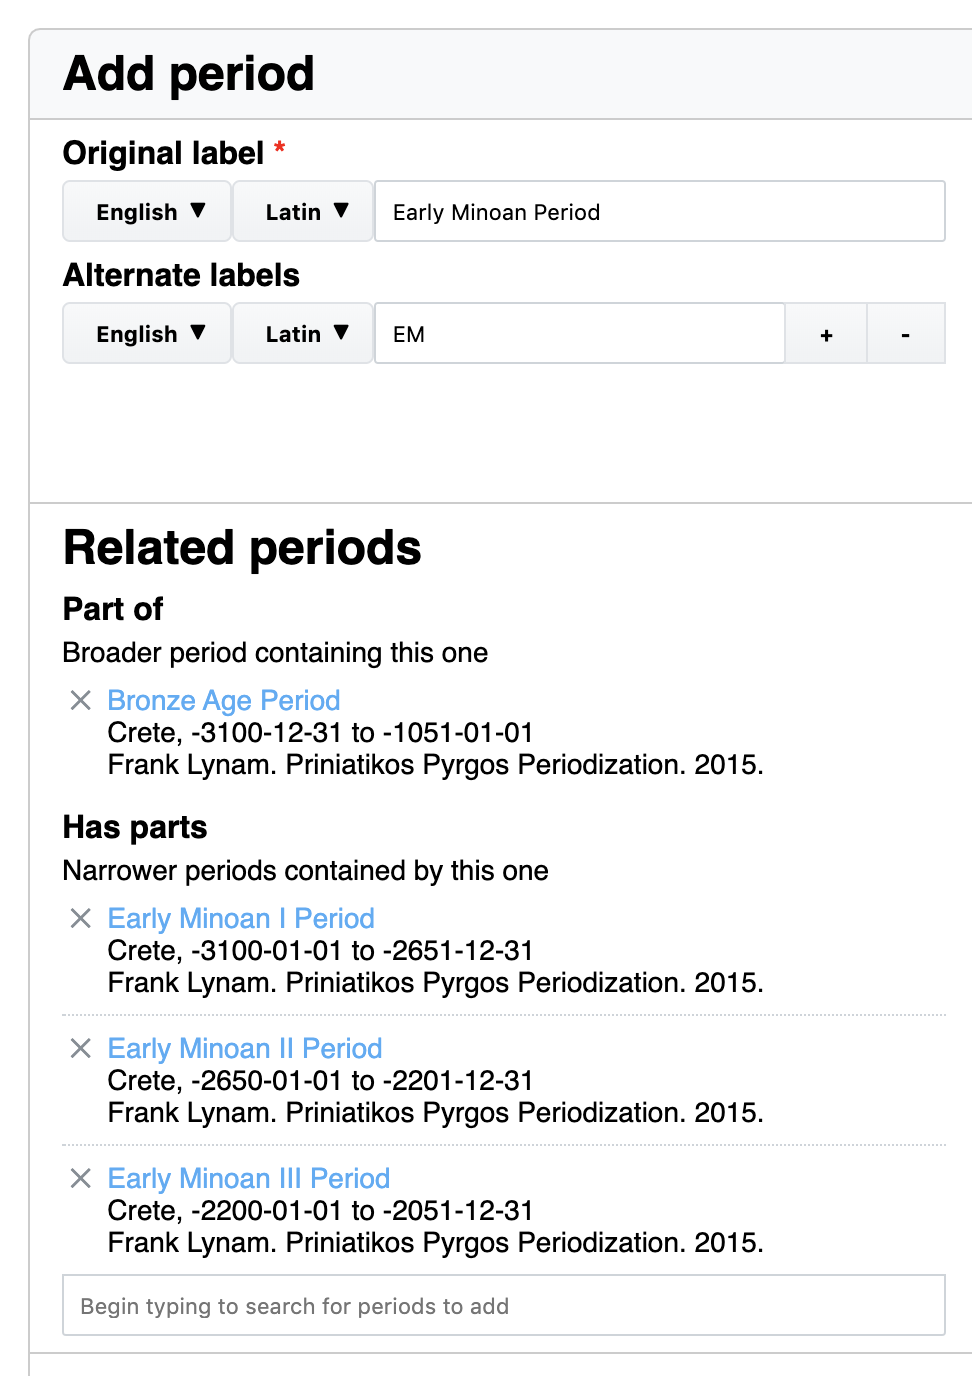 Add period
Original label *
English ▼ Latin ▼ Early Minoan Period
Alternate labels
English ▼ Latin ▼ EM + -
Related periods
Part of
Broader period containing this one
× Bronze Age Period
Crete, -3100-12-31 to -1051-01-01
Frank Lynam. Priniatikos Pyrgos Periodization. 2015.
Has parts
Narrower periods contained by this one
× Early Minoan I Period
Crete, -3100-01-01 to -2651-12-31
Frank Lynam. Priniatikos Pyrgos Periodization. 2015.
× Early Minoan II Period
Crete, -2650-01-01 to -2201-12-31
Frank Lynam. Priniatikos Pyrgos Periodization. 2015.
× Early Minoan III Period
Crete, -2200-01-01 to -2051-12-31
Frank Lynam. Priniatikos Pyrgos Periodization. 2015.
Begin typing to search for periods to add